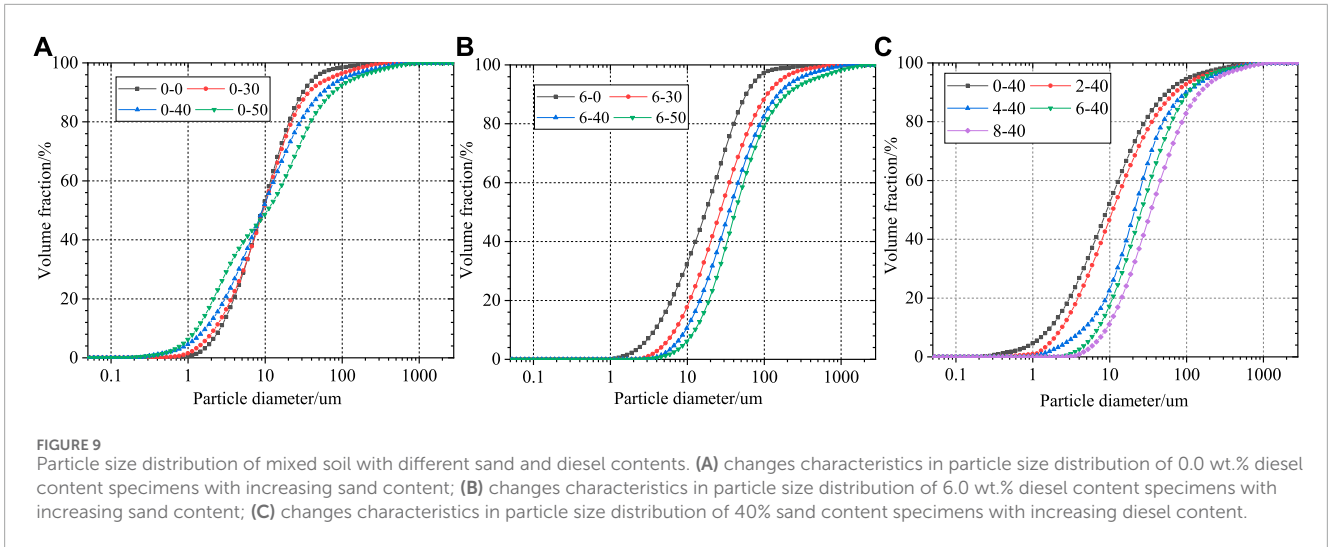 A
Volume fraction/%
100
80
60
40
20
0
0-0 0-30
0-40 0-50
0.1 1 10 100 1000
Particle diameter/um
B
Volume fraction/%
100
80
60
40
20
0
6-0 6-30
6-40 6-50
0.1 1 10 100 1000
Particle diameter/um
C
Volume fraction/%
100
80
60
40
20
0
0-40 2-40
4-40 6-40
8-40
0.1 1 10 100 1000
Particle diameter/um
FIGURE 9
Particle size distribution of mixed soil with different sand and diesel contents. (A) changes characteristics in particle size distribution of 0.0 wt.% diesel
content specimens with increasing sand content; (B) changes characteristics in particle size distribution of 6.0 wt.% diesel content specimens with
increasing sand content; (C) changes characteristics in particle size distribution of 40% sand content specimens with increasing diesel content.